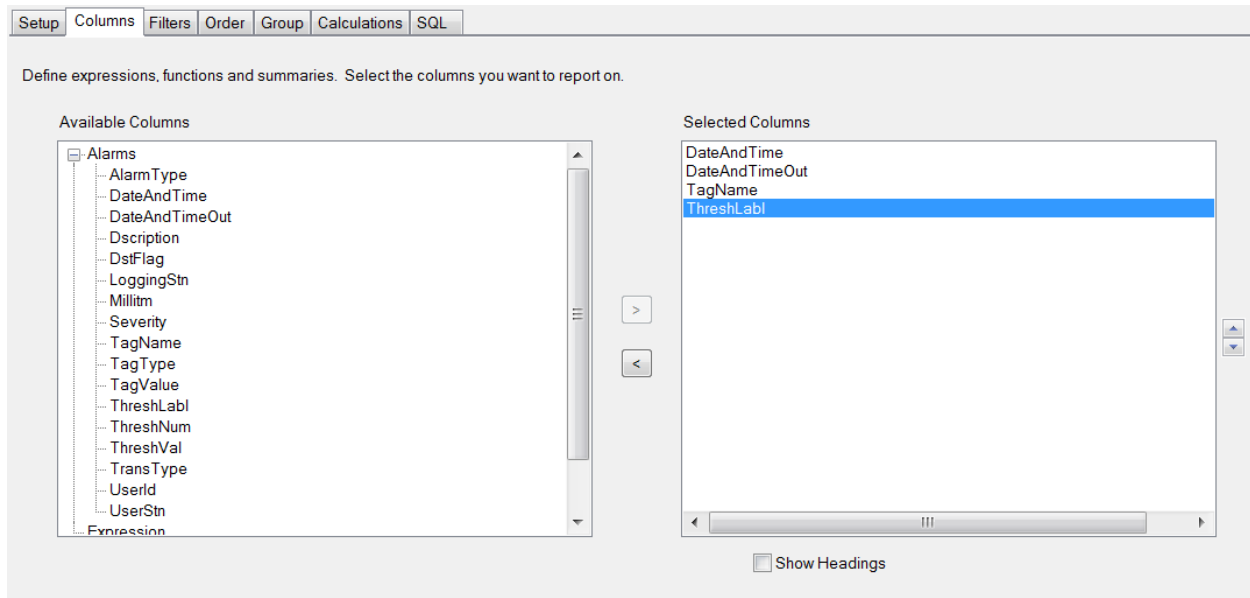 Setup Columns Filters Order Group Calculations SQL
Define expressions, functions and summaries. Select the columns you want to report on.
Available Columns
Alarms
AlarmType
DateAndTime
DateAndTimeOut
Dscription
DstFlag
LoggingStn
Millitm
Severity
TagName
TagType
TagValue
ThreshLabl
ThreshNum
ThreshVal
TransType
UserId
UserStn
Expression
>
<
Selected Columns
DateAndTime
DateAndTimeOut
TagName
ThreshLabl
Show Headings